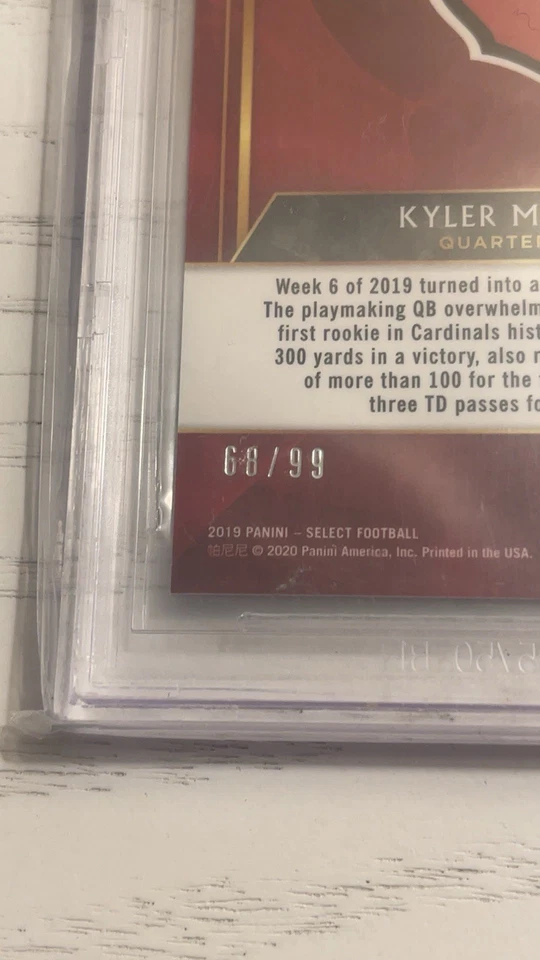 KYLER M
QUARTE
Week 6 of 2019 turned into a
The playmaking QB overwhelm
first rookie in Cardinals hist
300 yards in a victory, also
of more than 100 for the
three TD passes fo
68/99
2019 PANINI – SELECT FOOTBALL
帕尼尼 © 2020 Panini America, Inc. Printed in the USA.